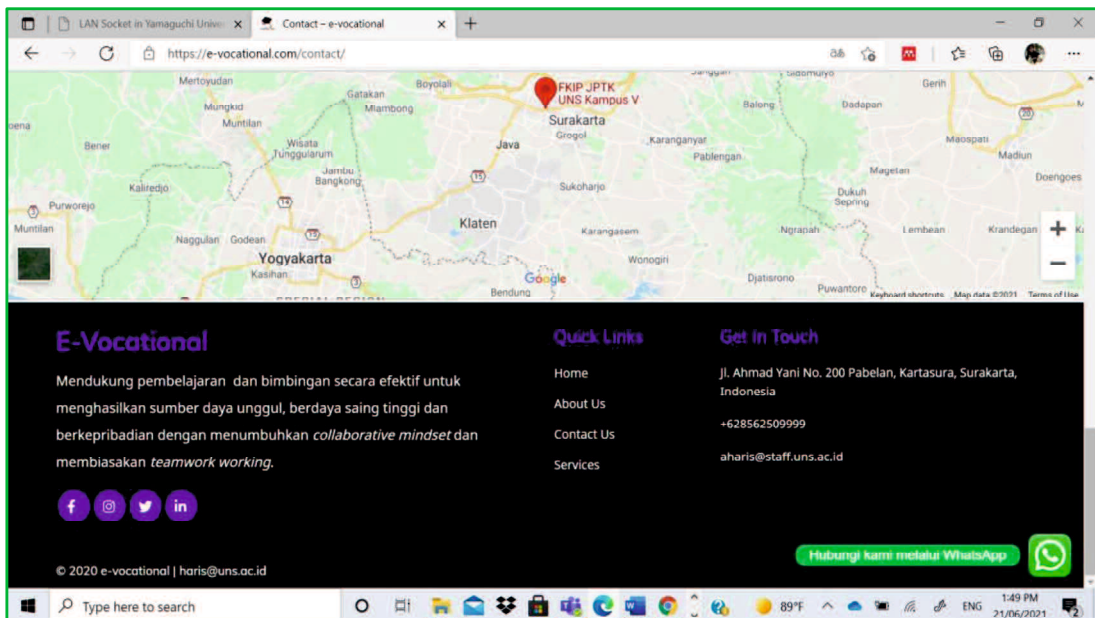 LAN Socket in Yamaguchi Unive
Contact – e-vocational
https://e-vocational.com/contact/
Mertoyudan
Boyolali
Gatakan
Mungkid
Miambong
Muntilan
FKIP JPTK
UNS Kampus V
Surakarta
Grogol
Sidomulyo
Gerih
Balong
Dadapan
Bener
Wisata
Tunggularum
Java
Karanganyar
Pablengan
Maospati
Madiun
Jambu
Bangkong
Kaliredjo
Sukoharjo
Magetan
Doengoes
Dukuh
Sepring
Purworejo
Muntilan
Klaten
Naggulan
Godean
Karangasem
Ngranah
Lembean
Krandegan
Yogyakarta
Kasihan
Wonogiri
Google
Djatisrono
Bendung
Puwantoro
Keyboard shortcuts Map data ©2021 Terms of Use
E-Vocational
Mendukung pembelajaran dan bimbingan secara efektif untuk
menghasilkan sumber daya unggul, berdaya saing tinggi dan
berkepribadian dengan menumbuhkan collaborative mindset dan
membiasakan teamwork working.
© 2020 e-vocational | haris@uns.ac.id
Quick Links
Home
About Us
Contact Us
Services
Get In Touch
Jl. Ahmad Yani No. 200 Pabelan, Kartasura, Surakarta,
Indonesia
+628562509999
aharis@staff.uns.ac.id
Hubungi kami melalui WhatsApp
Type here to search
89°F
ENG
1:49 PM
21/06/2021
2